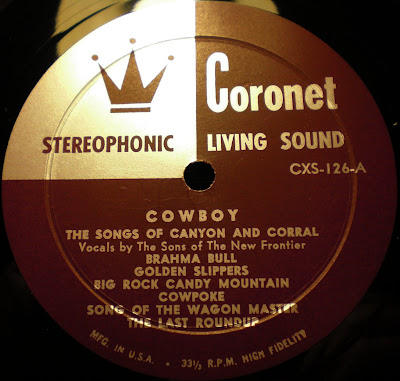 Coronet
STEREOPHONIC LIVING SOUND
CXS-126-A
COWBOY
THE SONGS OF CANYON AND CORRAL
Vocals by The Sons of The New Frontier
BRAHMA BULL
GOLDEN SLIPPERS
BIG ROCK CANDY MOUNTAIN
COWPOKE
SONG OF THE WAGON MASTER
THE LAST ROUNDUP
MFG. IN U.S.A. • 33⅓ R.P.M. HIGH FIDELITY